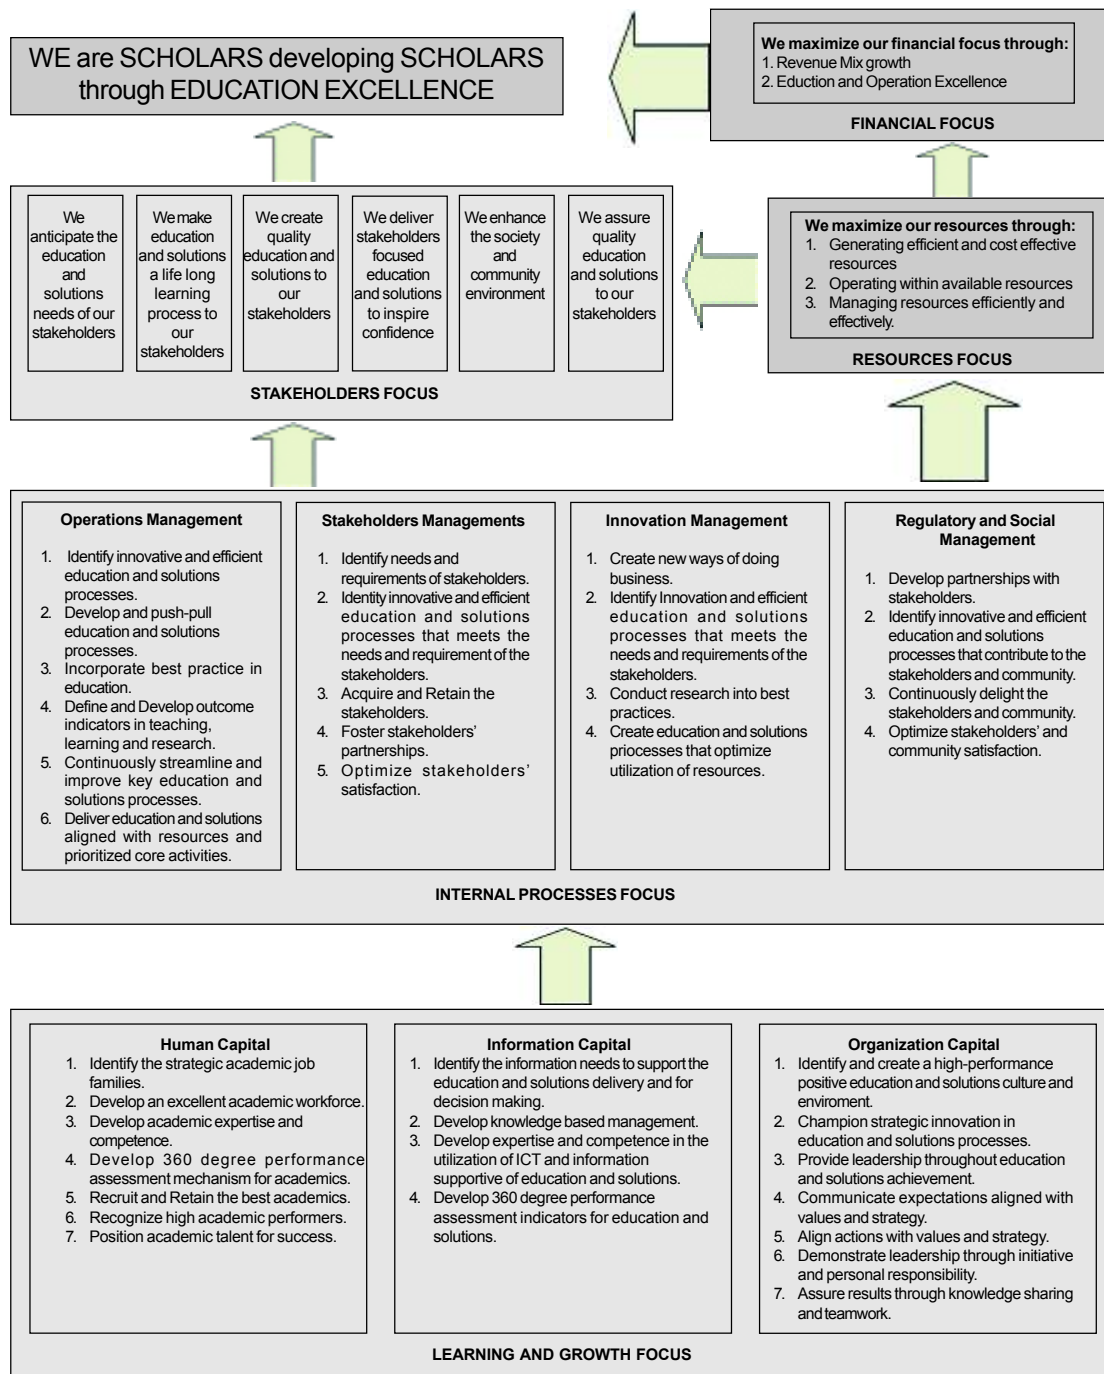 WE are SCHOLARS developing SCHOLARS
through EDUCATION EXCELLENCE
We maximize our financial focus through:
1. Revenue Mix growth
2. Eduction and Operation Excellence
FINANCIAL FOCUS
We
anticipate the
education
and
solutions
needs of our
stakeholders
We make
education
and solutions
a life long
learning
process to
our
stakeholders
We create
quality
education and
solutions to
our
stakeholders
We deliver
stakeholders
focused
education
and solutions
to inspire
confidence
We enhance
the society
and
community
environment
We assure
quality
education
and solutions
to our
stakeholders
STAKEHOLDERS FOCUS
We maximize our resources through:
1. Generating efficient and cost effective
resources
2. Operating within available resources
3. Managing resources efficiently and
effectively.
RESOURCES FOCUS
Operations Management
1. Identify innovative and efficient
education and solutions
processes.
2. Develop and push-pull
education and solutions
processes.
3. Incorporate best practice in
education.
4. Define and Develop outcome
indicators in teaching,
learning and research.
5. Continuously streamline and
improve key education and
solutions processes.
6. Deliver education and solutions
aligned with resources and
prioritized core activities.
Stakeholders Managements
1. Identify needs and
requirements of stakeholders.
2. Identity innovative and efficient
education and solutions
processes that meets the
needs and requirement of the
stakeholders.
3. Acquire and Retain the
stakeholders.
4. Foster stakeholders'
partnerships.
5. Optimize stakeholders'
satisfaction.
Innovation Management
1. Create new ways of doing
business.
2. Identify Innovation and efficient
education and solutions
processes that meets the
needs and requirements of the
stakeholders.
3. Conduct research into best
practices.
4. Create education and solutions
priocesses that optimize
utilization of resources.
Regulatory and Social
Management
1. Develop partnerships with
stakeholders.
2. Identify innovative and efficient
education and solutions
processes that contribute to the
stakeholders and community.
3. Continuously delight the
stakeholders and community.
4. Optimize stakeholders' and
community satisfaction.
INTERNAL PROCESSES FOCUS
Human Capital
1. Identify the strategic academic job
families.
2. Develop an excellent academic workforce.
3. Develop academic expertise and
competence.
4. Develop 360 degree performance
assessment mechanism for academics.
5. Recruit and Retain the best academics.
6. Recognize high academic performers.
7. Position academic talent for success.
Information Capital
1. Identify the information needs to support the
education and solutions delivery and for
decision making.
2. Develop knowledge based management.
3. Develop expertise and competence in the
utilization of ICT and information
supportive of education and solutions.
4. Develop 360 degree performance
assessment indicators for education and
solutions.
Organization Capital
1. Identify and create a high-performance
positive education and solutions culture and
enviroment.
2. Champion strategic innovation in
education and solutions processes.
3. Provide leadership throughout education
and solutions achievement.
4. Communicate expectations aligned with
values and strategy.
5. Align actions with values and strategy.
6. Demonstrate leadership through initiative
and personal responsibility.
7. Assure results through knowledge sharing
and teamwork.
LEARNING AND GROWTH FOCUS